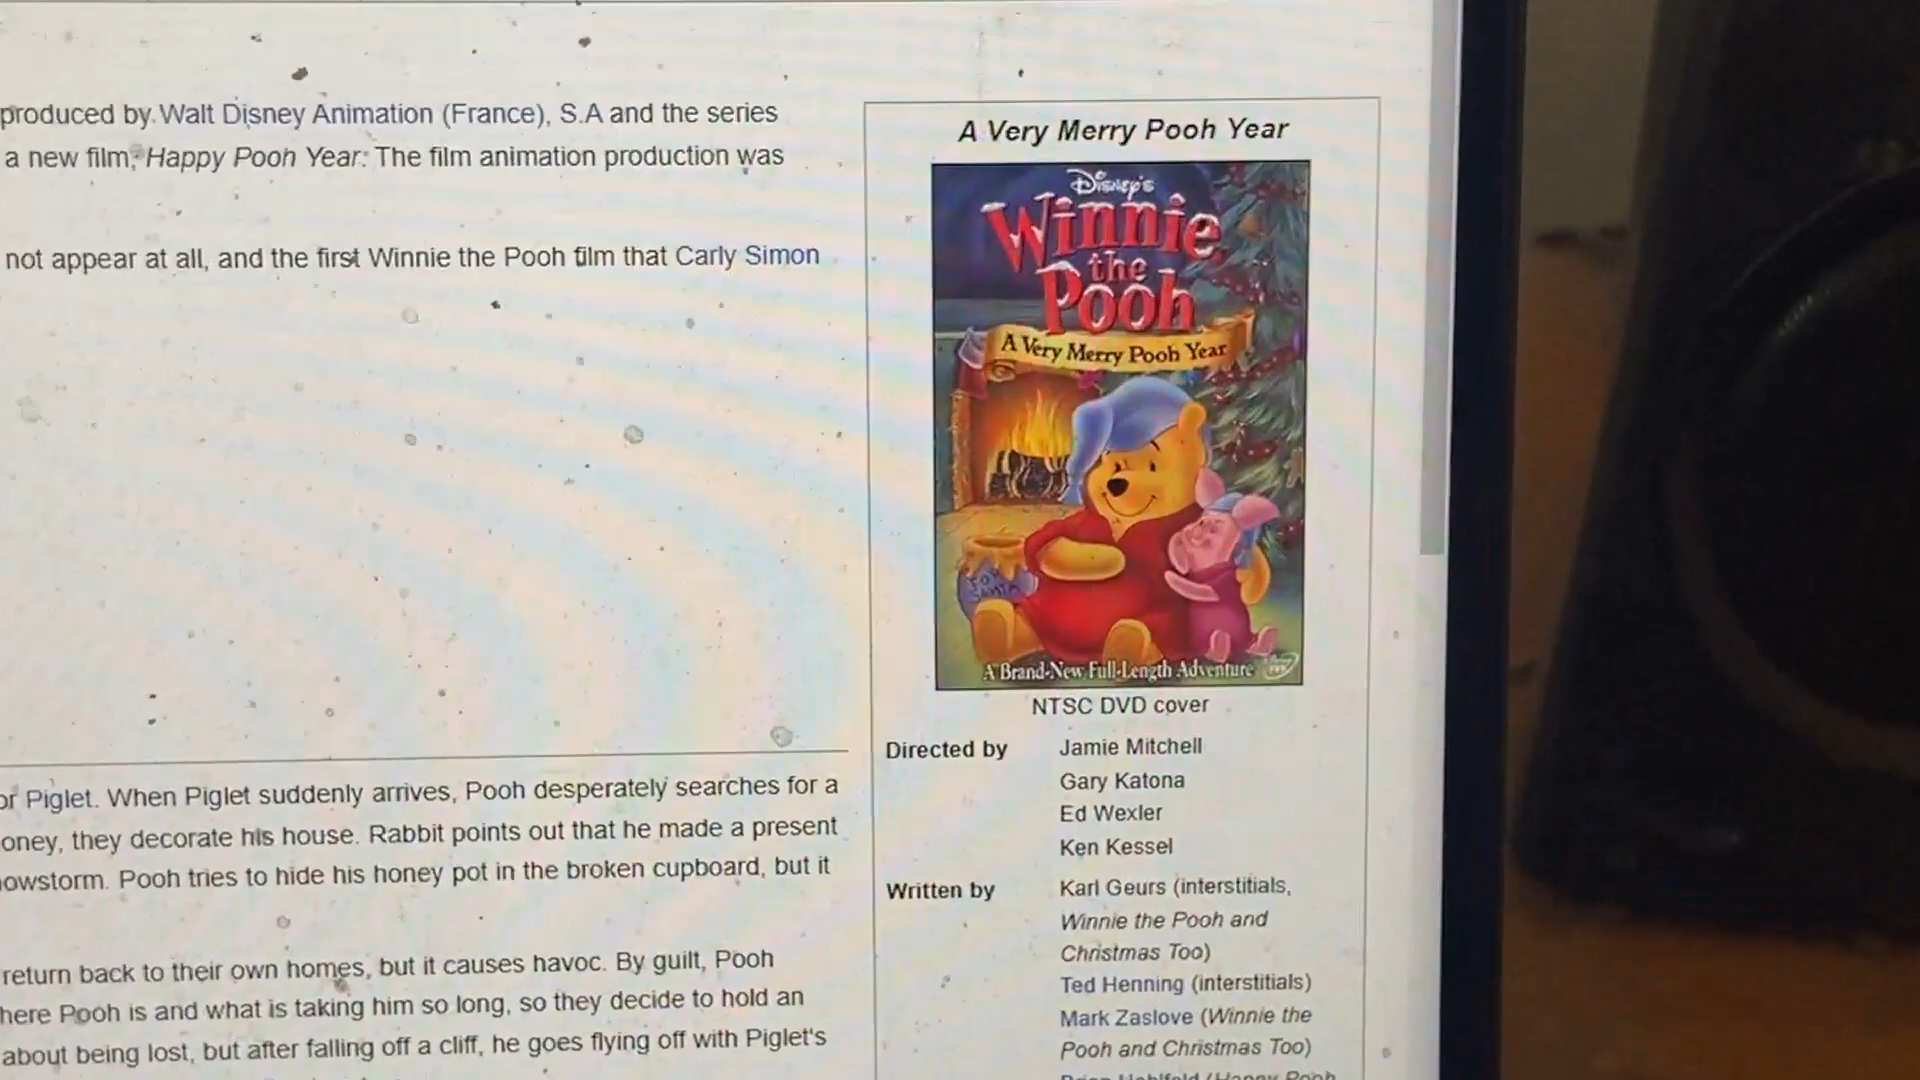 produced by Walt Disney Animation (France), S.A and the series
a new film, Happy Pooh Year. The film animation production was
not appear at all, and the first Winnie the Pooh film that Carly Simon
or Piglet. When Piglet suddenly arrives, Pooh desperately searches for a
oney, they decorate his house. Rabbit points out that he made a present
owstorm. Pooh tries to hide his honey pot in the broken cupboard, but it
return back to their own homes, but it causes havoc. By guilt, Pooh
here Pooh is and what is taking him so long, so they decide to hold an
about being lost, but after falling off a cliff, he goes flying off with Piglet's
A Very Merry Pooh Year
Disney's
Winnie
the
Pooh
A Very Merry Pooh Year
FOR
SANTA
A Brand-New Full-Length Adventure
NTSC DVD cover
Directed by Jamie Mitchell
Gary Katona
Ed Wexler
Ken Kessel
Written by Karl Geurs (interstitials,
Winnie the Pooh and
Christmas Too)
Ted Henning (interstitials)
Mark Zaslove (Winnie the
Pooh and Christmas Too)
(Happy Pooh